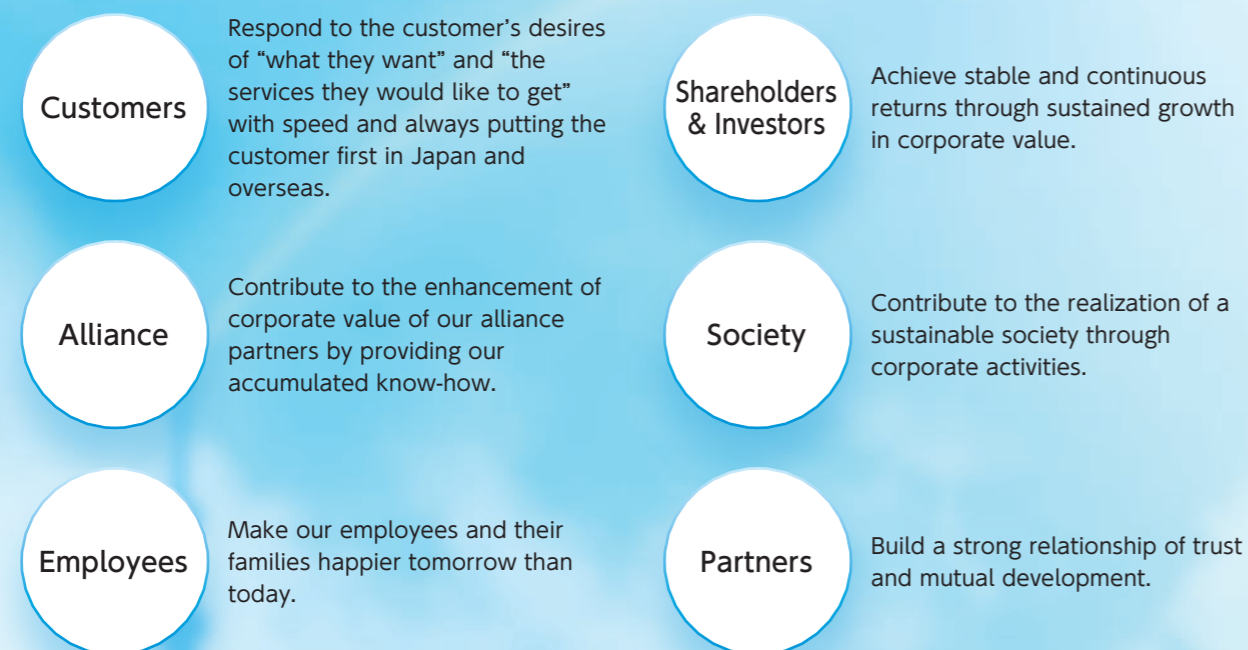 Customers
Respond to the customer’s desires
of “what they want” and “the
services they would like to get”
with speed and always putting the
customer first in Japan and
overseas.
Shareholders
& Investors
Achieve stable and continuous
returns through sustained growth
in corporate value.
Alliance
Contribute to the enhancement of
corporate value of our alliance
partners by providing our
accumulated know-how.
Society
Contribute to the realization of a
sustainable society through
corporate activities.
Employees
Make our employees and their
families happier tomorrow than
today.
Partners
Build a strong relationship of trust
and mutual development.